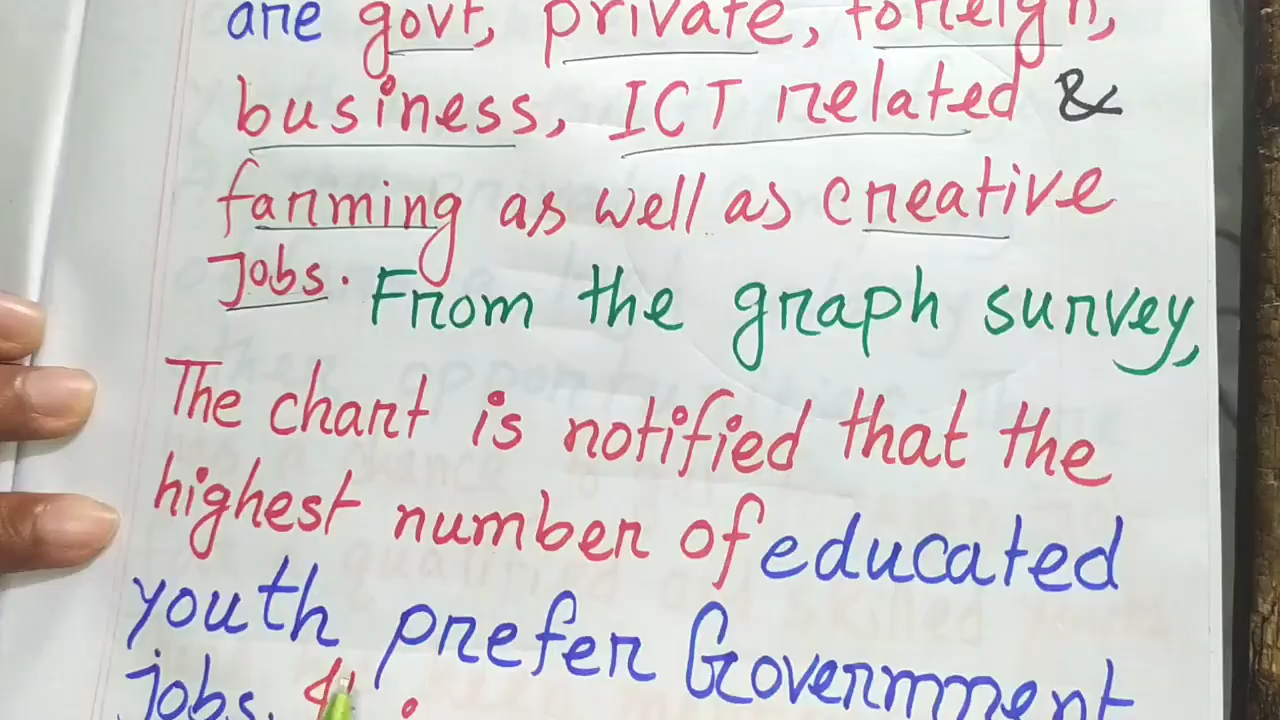 are govt, private, foreign,
business, ICT related &
farming as well as creative
Jobs. From the graph survey,
The chart is notified that the
highest number of educated
youth prefer Government
Jobs.